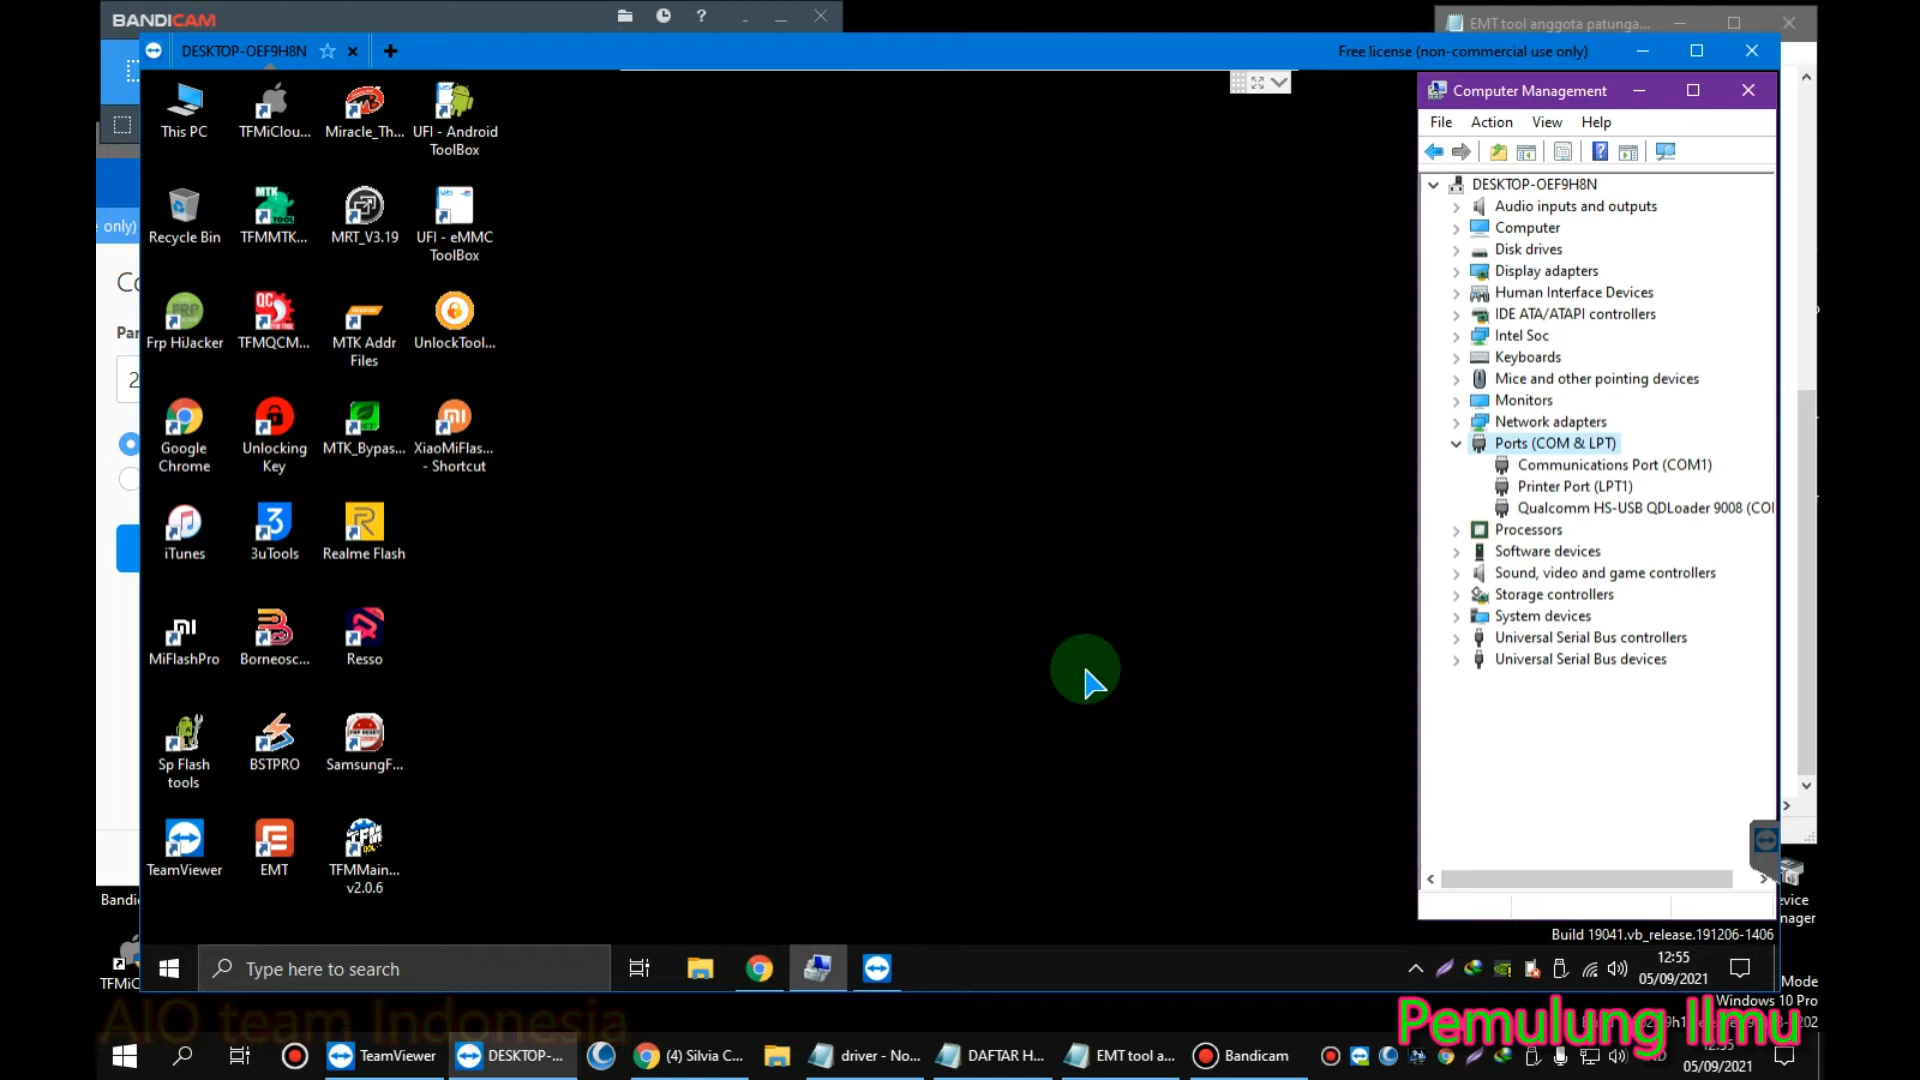 BANDICAM
EMT tool anggota patunga...
DESKTOP-OEF9H8N
Free license (non-commercial use only)
This PC
TFMiClou...
Miracle_Th...
UFI - Android
ToolBox
Recycle Bin
TFMMTK...
MRT_V3.19
UFI - eMMC
ToolBox
only)
Frp HiJacker
TFMQCM...
MTK Addr
Files
UnlockTool...
Google
Chrome
Unlocking
Key
MTK_Bypas...
XiaoMiFlas...
- Shortcut
iTunes
3uTools
Realme Flash
MiFlashPro
Borneosc...
Resso
Sp Flash
tools
BSTPRO
SamsungF...
TeamViewer
EMT
TFMMain...
v2.0.6
Computer Management
File Action View Help
DESKTOP-OEF9H8N
Audio inputs and outputs
Computer
Disk drives
Display adapters
Human Interface Devices
IDE ATA/ATAPI controllers
Intel Soc
Keyboards
Mice and other pointing devices
Monitors
Network adapters
Ports (COM & LPT)
Communications Port (COM1)
Printer Port (LPT1)
Qualcomm HS-USB QDLoader 9008 (CO
Processors
Software devices
Sound, video and game controllers
Storage controllers
System devices
Universal Serial Bus controllers
Universal Serial Bus devices
Build 19041.vb_release.191206-1406
Type here to search
12:55
05/09/2021
Mode
Windows 10 Pro
AIO team Indonesia
Pemulung Ilmu
TeamViewer
DESKTOP-...
(4) Silvia C...
driver - No...
DAFTAR H...
EMT tool a...
Bandicam
05/09/2021